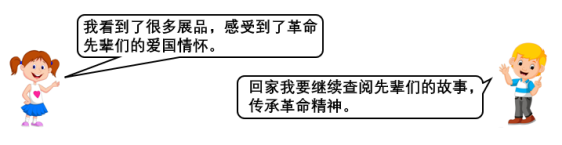 我看到了很多展品，感受到了革命
先辈们的爱国情怀。
回家我要继续查阅先辈们的故事，
传承革命精神。